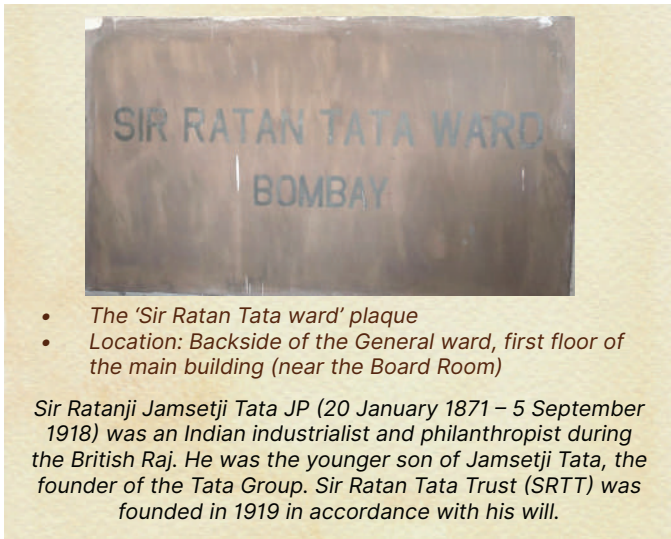 SIR RATAN TATA WARD
BOMBAY
• The ‘Sir Ratan Tata ward’ plaque
• Location: Backside of the General ward, first floor of
the main building (near the Board Room)
Sir Ratanji Jamsetji Tata JP (20 January 1871 – 5 September
1918) was an Indian industrialist and philanthropist during
the British Raj. He was the younger son of Jamsetji Tata, the
founder of the Tata Group. Sir Ratan Tata Trust (SRTT) was
founded in 1919 in accordance with his will.